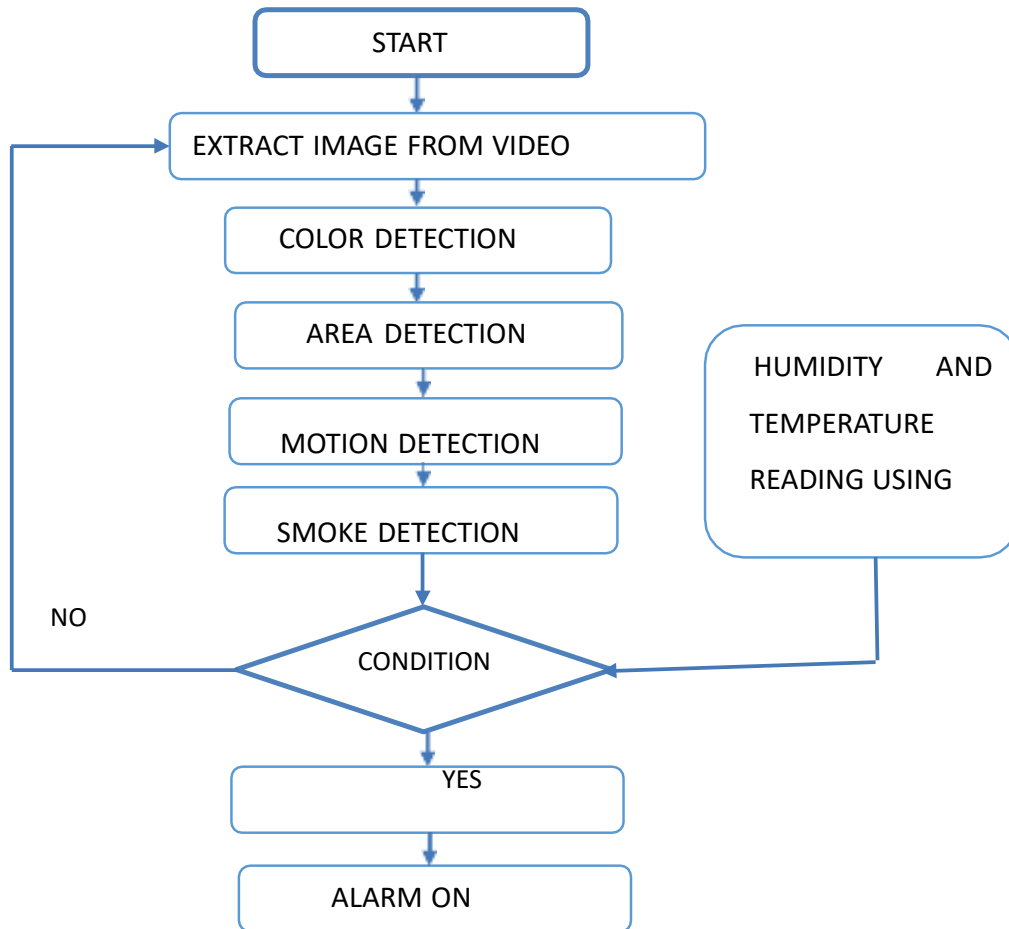 START
EXTRACT IMAGE FROM VIDEO
COLOR DETECTION
AREA DETECTION
HUMIDITY AND
TEMPERATURE
READING USING
MOTION DETECTION
SMOKE DETECTION
NO
CONDITION
YES
ALARM ON